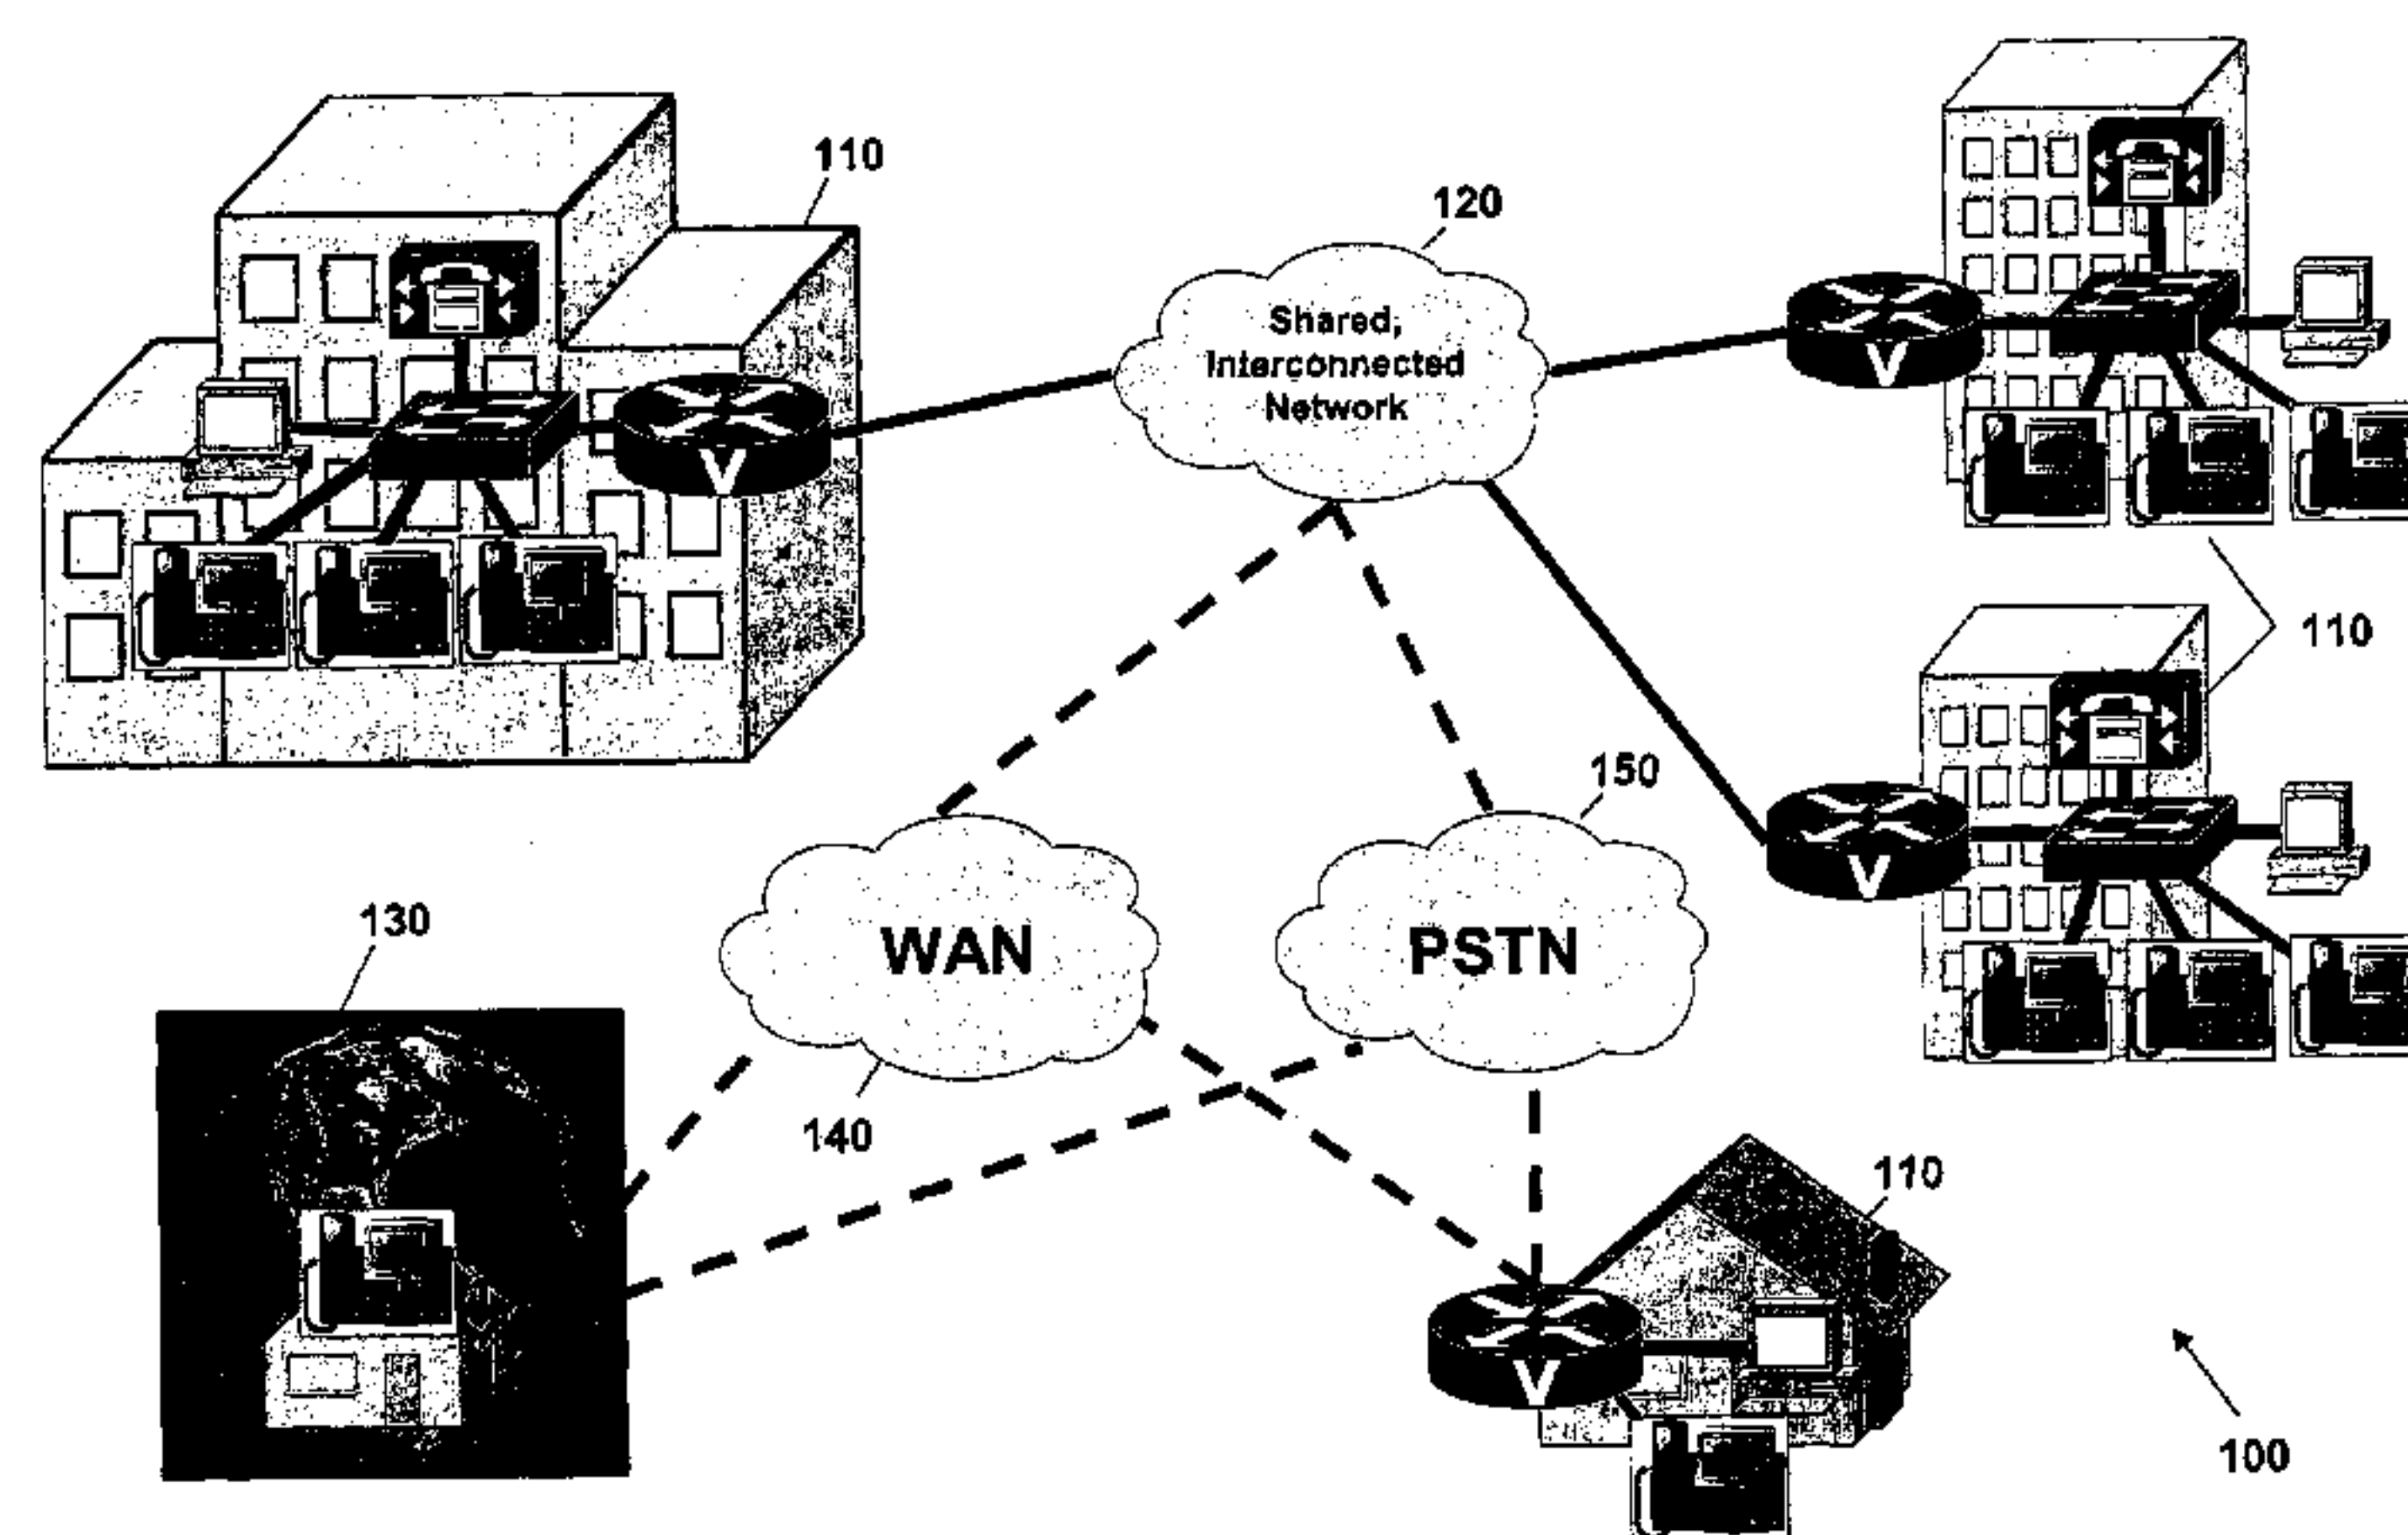 110
120
Shared,
Interconnected
Network
V
V
110
150
V
130
WAN
PSTN
140
110
V
100